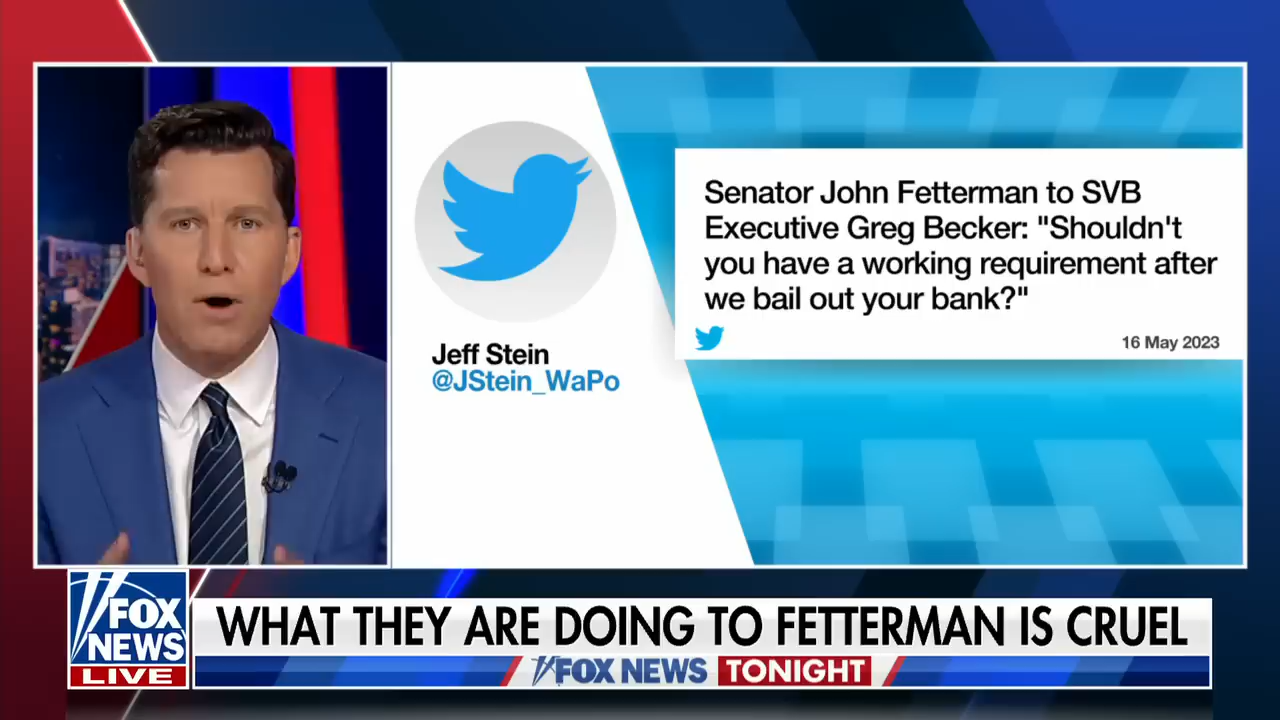 Jeff Stein
@JStein_WaPo
Senator John Fetterman to SVB
Executive Greg Becker: "Shouldn't
you have a working requirement after
we bail out your bank?"
16 May 2023
FOX
NEWS
LIVE
WHAT THEY ARE DOING TO FETTERMAN IS CRUEL
FOX NEWS TONIGHT